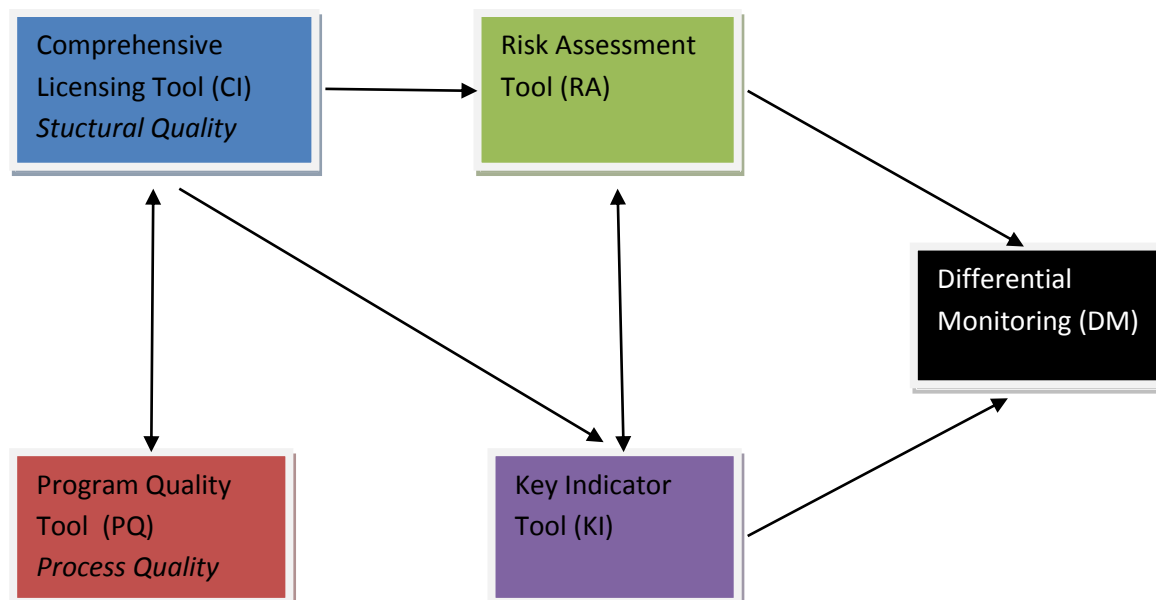 Comprehensive
Licensing Tool (CI)
Stuctural Quality
Risk Assessment
Tool (RA)
Differential
Monitoring (DM)
Program Quality
Tool  (PQ)
Process Quality
Key Indicator
Tool (KI)